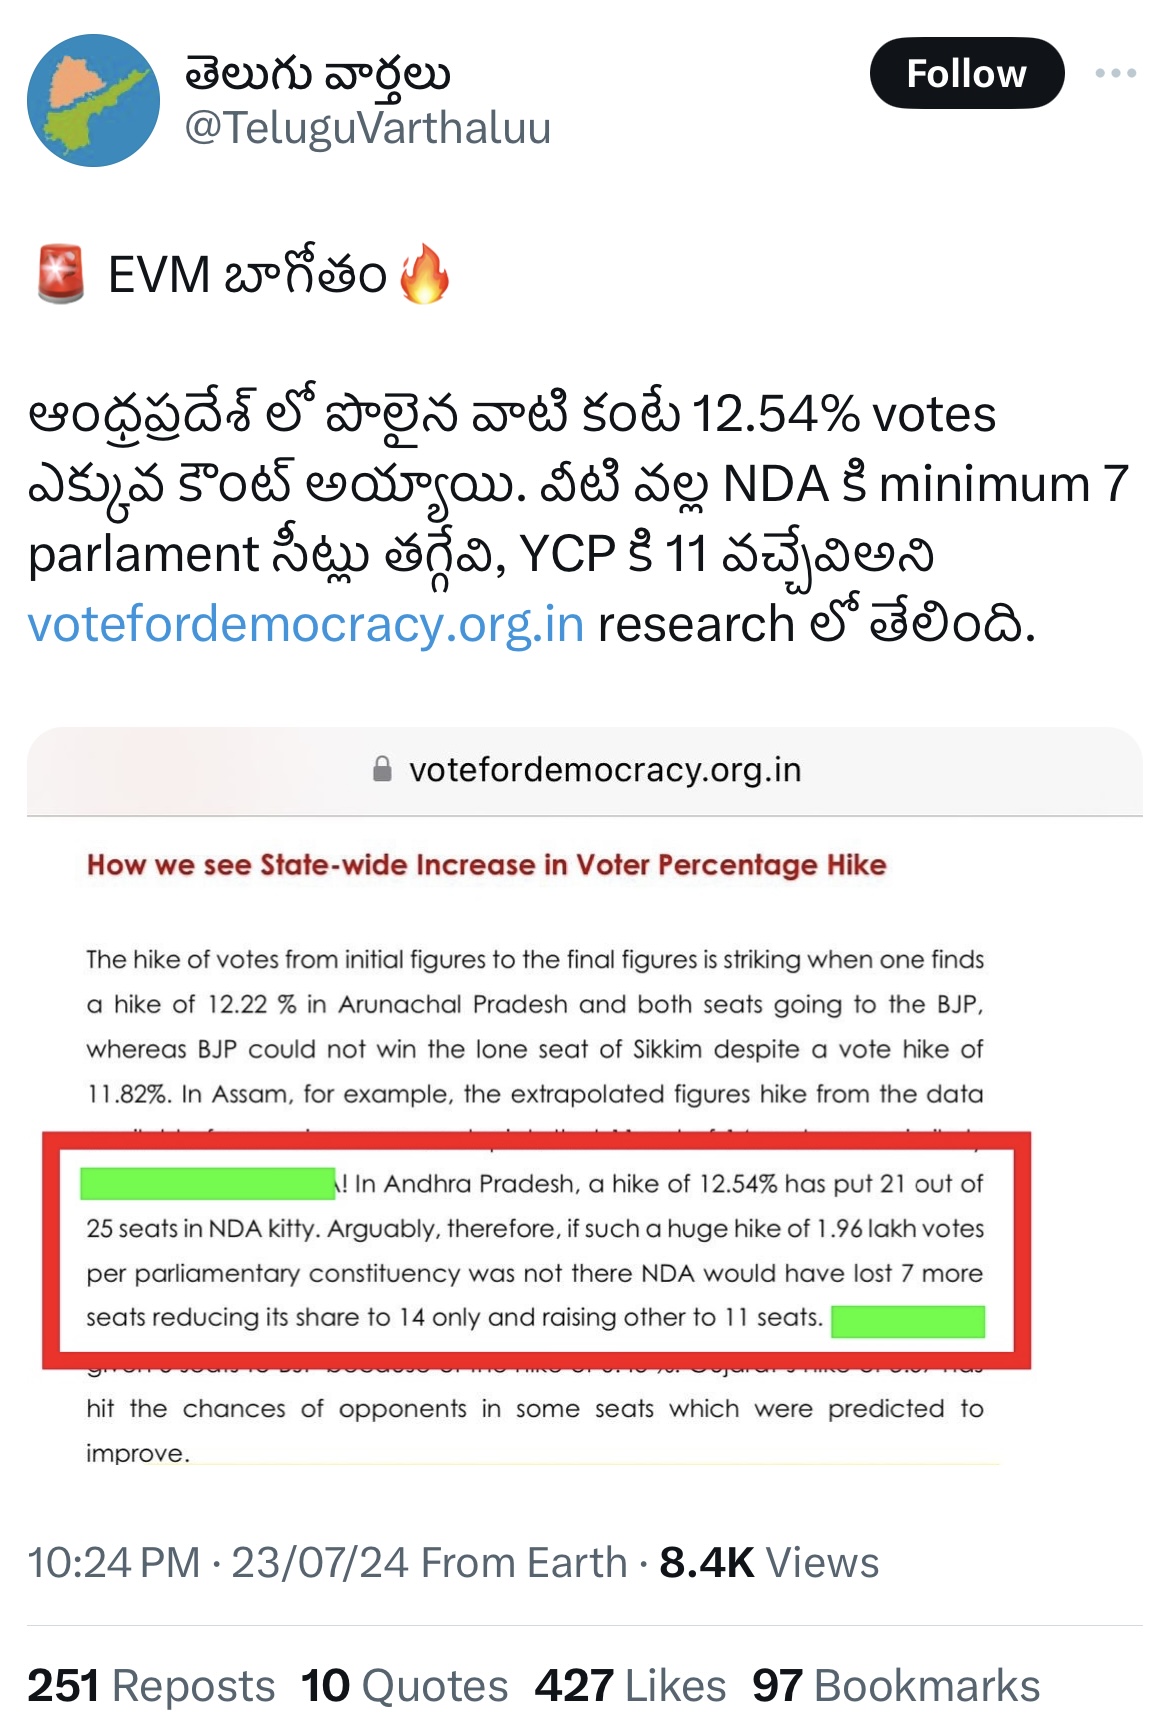 తెలుగు వార్తలు
@TeluguVarthaluu
Follow
EVM బాగోతం
ఆంధ్రప్రదేశ్ లో పొలైన వాటి కంటే 12.54% votes
ఎక్కువ కౌంట్ అయ్యాయి. వీటి వల్ల NDA కి minimum 7
parlament సీట్లు తగ్గేవి, YCP కి 11 వచ్చేవిఅని
votefordemocracy.org.in research లో తేలింది.
votefordemocracy.org.in
How we see State-wide Increase in Voter Percentage Hike
The hike of votes from initial figures to the final figures is striking when one finds
a hike of 12.22 % in Arunachal Pradesh and both seats going to the BJP,
whereas BJP could not win the lone seat of Sikkim despite a vote hike of
11.82%. In Assam, for example, the extrapolated figures hike from the data
! In Andhra Pradesh, a hike of 12.54% has put 21 out of
25 seats in NDA kitty. Arguably, therefore, if such a huge hike of 1.96 lakh votes
per parliamentary constituency was not there NDA would have lost 7 more
seats reducing its share to 14 only and raising other to 11 seats.
hit the chances of opponents in some seats which were predicted to
improve.
10:24 PM · 23/07/24 From Earth · 8.4K Views
251 Reposts 10 Quotes 427 Likes 97 Bookmarks